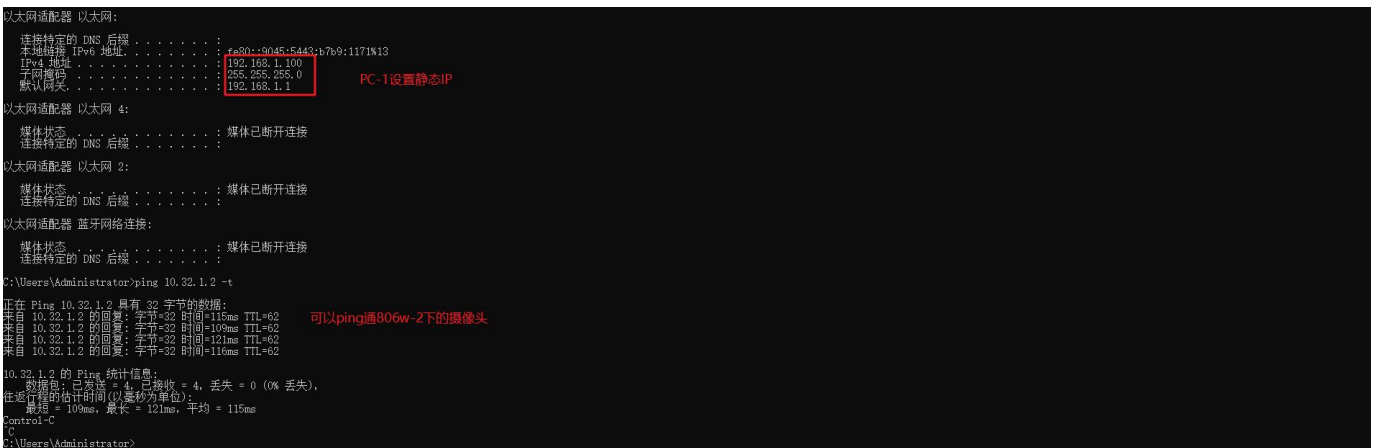 以太网适配器 以太网:
连接特定的 DNS 后缀 . . . . . . . :
本地链接 IPv6 地址. . . . . . . . : fe80::9045:5443:b7b9:1171%13
IPv4 地址 . . . . . . . . . . . . : 192.168.1.100
子网掩码 . . . . . . . . . . . . : 255.255.255.0
默认网关. . . . . . . . . . . . . : 192.168.1.1
PC-1设置静态IP
以太网适配器 以太网 4:
媒体状态 . . . . . . . . . . . . : 媒体已断开连接
连接特定的 DNS 后缀 . . . . . . . :
以太网适配器 以太网 2:
媒体状态 . . . . . . . . . . . . : 媒体已断开连接
连接特定的 DNS 后缀 . . . . . . . :
以太网适配器 蓝牙网络连接:
媒体状态 . . . . . . . . . . . . : 媒体已断开连接
连接特定的 DNS 后缀 . . . . . . . :
C:\Users\Administrator>ping 10.32.1.2 -t
正在 Ping 10.32.1.2 具有 32 字节的数据:
来自 10.32.1.2 的回复: 字节=32 时间=115ms TTL=62
可以ping通806w-2下的摄像头
来自 10.32.1.2 的回复: 字节=32 时间=109ms TTL=62
来自 10.32.1.2 的回复: 字节=32 时间=121ms TTL=62
来自 10.32.1.2 的回复: 字节=32 时间=116ms TTL=62
10.32.1.2 的 Ping 统计信息:
数据包: 已发送 = 4, 已接收 = 4, 丢失 = 0 (0% 丢失),
往返行程的估计时间(以毫秒为单位):
最短 = 109ms, 最长 = 121ms, 平均 = 115ms
Control-C
^C
C:\Users\Administrator>